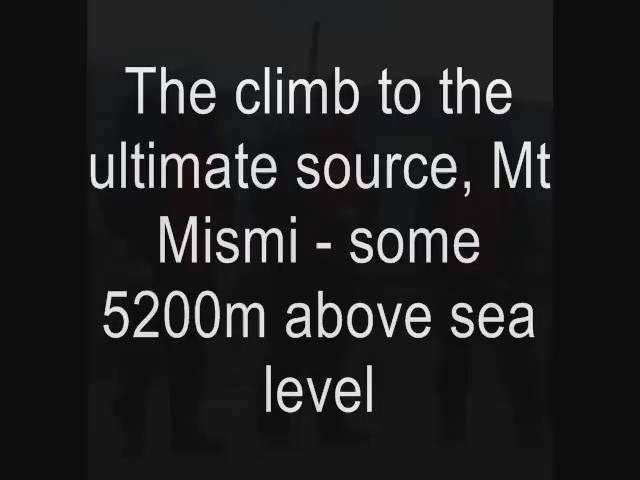 The climb to the
ultimate source, Mt
Mismi - some
5200m above sea
level